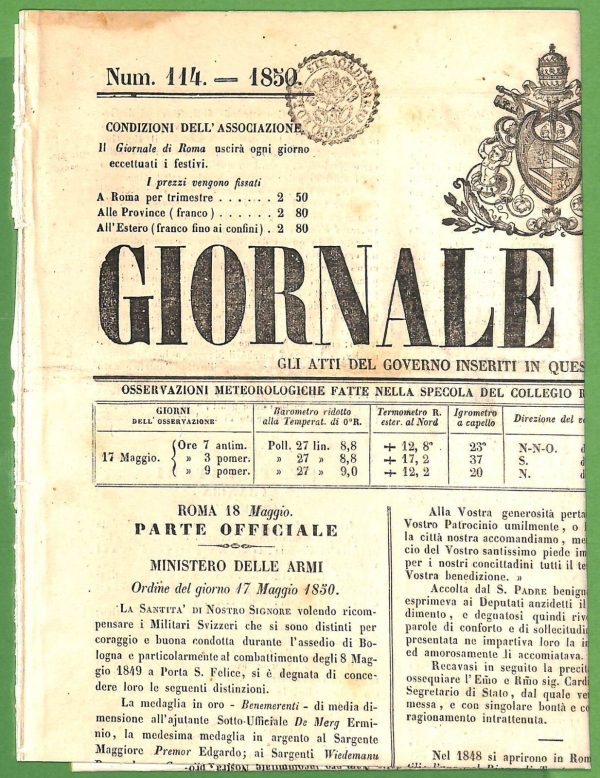 Num. 114. — 1850.
STRAORDINARIO
CONDIZIONI DELL'ASSOCIAZIONE.
Il Giornale di Roma uscirà ogni giorno
eccettuati i festivi.
I prezzi vengono fissati
A Roma per trimestre . . . . . . 2 50
Alle Province ( franco ) . . . . . . 2 80
All'Estero (franco fino ai confini) . 2 80
GIORNALE
GLI ATTI DEL GOVERNO INSERITI IN QUES
OSSERVAZIONI METEOROLOGICHE FATTE NELLA SPECOLA DEL COLLEGIO R
GIORNI DELL'OSSERVAZIONE Barometro ridotto alla Temperat. di 0°R. Termometro R. ester. al Nord Igrometro a capello Direzione del ve
17 Maggio.
Ore 7 antim. Poll. 27 lin. 8,8 + 12, 8° 23° N-N-O. d
» 3 pomer. » 27 » 8,8 + 17, 2 37 S. d
» 9 pomer. » 27 » 9,0 + 12, 2 20 N. d
ROMA 18 Maggio.
PARTE OFFICIALE
MINISTERO DELLE ARMI
Ordine del giorno 17 Maggio 1850.
LA SANTITA' DI NOSTRO SIGNORE volendo ricom-
pensare i Militari Svizzeri che si sono distinti per
coraggio e buona condotta durante l'assedio di Bo-
logna e particolarmente al combattimento degli 8 Mag-
gio 1849 a Porta S. Felice, si è degnata di conce-
dere loro le seguenti distinzioni.
La medaglia in oro - Benemerenti - di media di-
mensione all'ajutante Sotto-Ufficiale De Merg Ermi-
nio, la medesima medaglia in argento al Sargente
Maggiore Premor Edgardo; ai Sargenti Wiedemanu
Alla Vostra generosità perta
Vostro Patrocinio umilmente, o
la città nostra accomandiamo, me
cio del Vostro santissimo piede im
per i nostri concittadini tutti il te
Vostra benedizione. »
Accolta dal S. PADRE benign
esprimeva ai Deputati anzidetti il
dimento, e degnatosi quindi riv
parole di conforto e di sollecitudin
presentata ne impartiva loro la in
ed amorosamente li accomiatava.
Recavasi in seguito la precita
ossequiare l'Emo e Rmo sig. Cardi
Segretario di Stato, dal quale ve
messa, e con singolare bontà e co
ragionamento intrattenuta.
Nel 1848 si aprirono in Rom